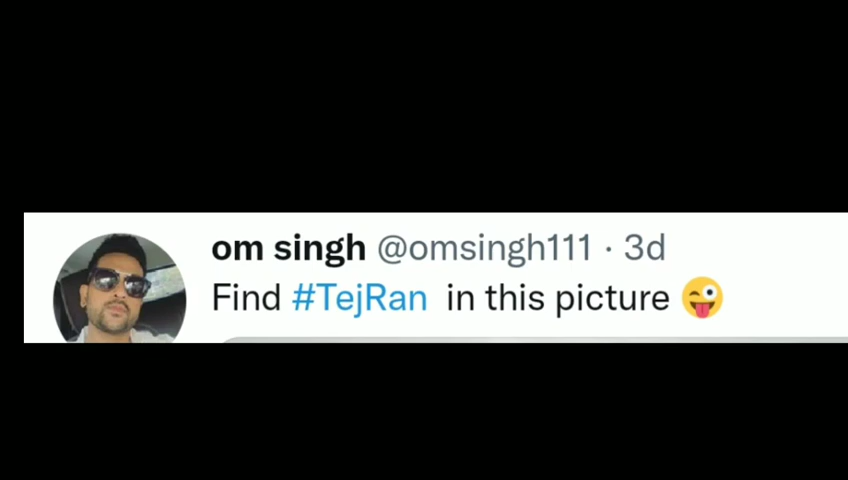 om singh @omsingh111 · 3d
Find #TejRan in this picture 😜